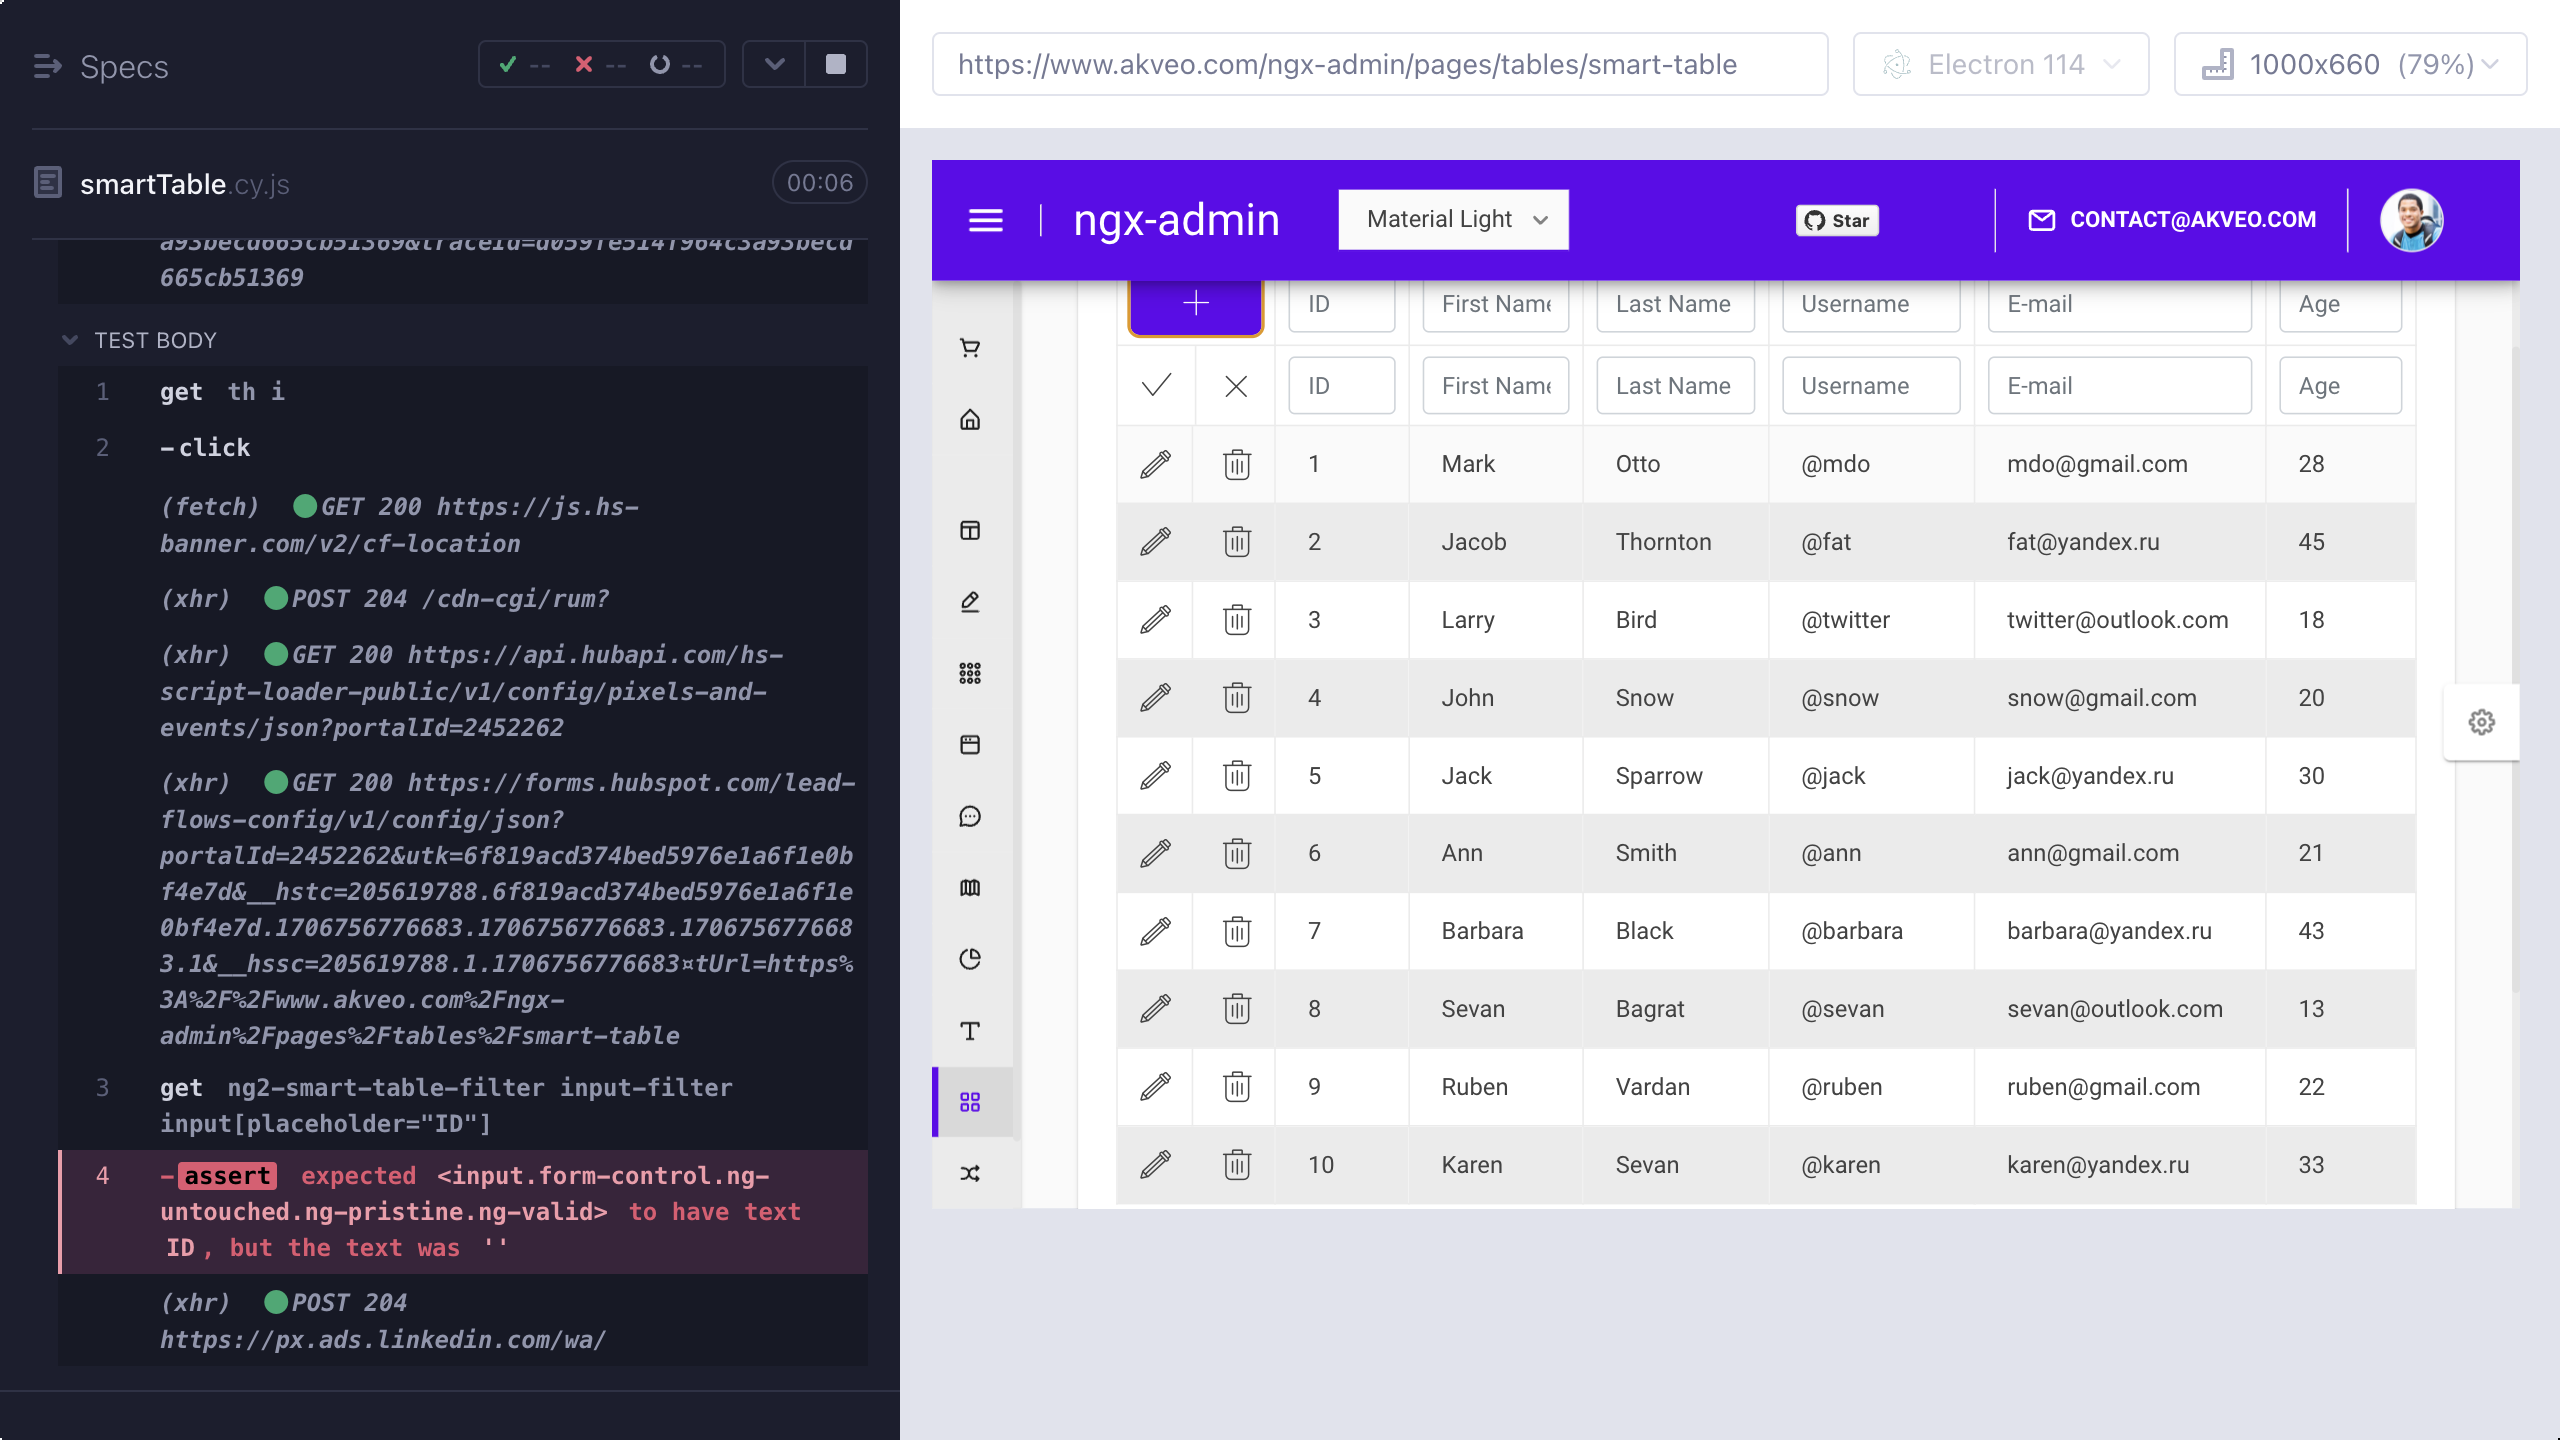 Specs
-- -- --
smartTable.cy.js 00:06
a93becd665cb51369&traceId=d059fe514f964c3a93becd
665cb51369
TEST BODY
1 get th i
2 -click
(fetch) GET 200 https://js.hs-
banner.com/v2/cf-location
(xhr) POST 204 /cdn-cgi/rum?
(xhr) GET 200 https://api.hubapi.com/hs-
script-loader-public/v1/config/pixels-and-
events/json?portalId=2452262
(xhr) GET 200 https://forms.hubspot.com/lead-
flows-config/v1/config/json?
portalId=2452262&utk=6f819acd374bed5976e1a6f1e0b
f4e7d&__hstc=205619788.6f819acd374bed5976e1a6f1e
0bf4e7d.1706756776683.1706756776683.170675677668
3.1&__hssc=205619788.1.1706756776683¤tUrl=https%
3A%2F%2Fwww.akveo.com%2Fngx-
admin%2Fpages%2Ftables%2Fsmart-table
3 get ng2-smart-table-filter input-filter
input[placeholder="ID"]
4 -assert expected <input.form-control.ng-
untouched.ng-pristine.ng-valid> to have text
ID, but the text was ''
(xhr) POST 204
https://px.ads.linkedin.com/wa/
https://www.akveo.com/ngx-admin/pages/tables/smart-table Electron 114 1000x660 (79%)
ngx-admin Material Light Star CONTACT@AKVEO.COM
ID First Name Last Name Username E-mail Age
ID First Name Last Name Username E-mail Age
1 Mark Otto @mdo mdo@gmail.com 28
2 Jacob Thornton @fat fat@yandex.ru 45
3 Larry Bird @twitter twitter@outlook.com 18
4 John Snow @snow snow@gmail.com 20
5 Jack Sparrow @jack jack@yandex.ru 30
6 Ann Smith @ann ann@gmail.com 21
7 Barbara Black @barbara barbara@yandex.ru 43
8 Sevan Bagrat @sevan sevan@outlook.com 13
9 Ruben Vardan @ruben ruben@gmail.com 22
10 Karen Sevan @karen karen@yandex.ru 33